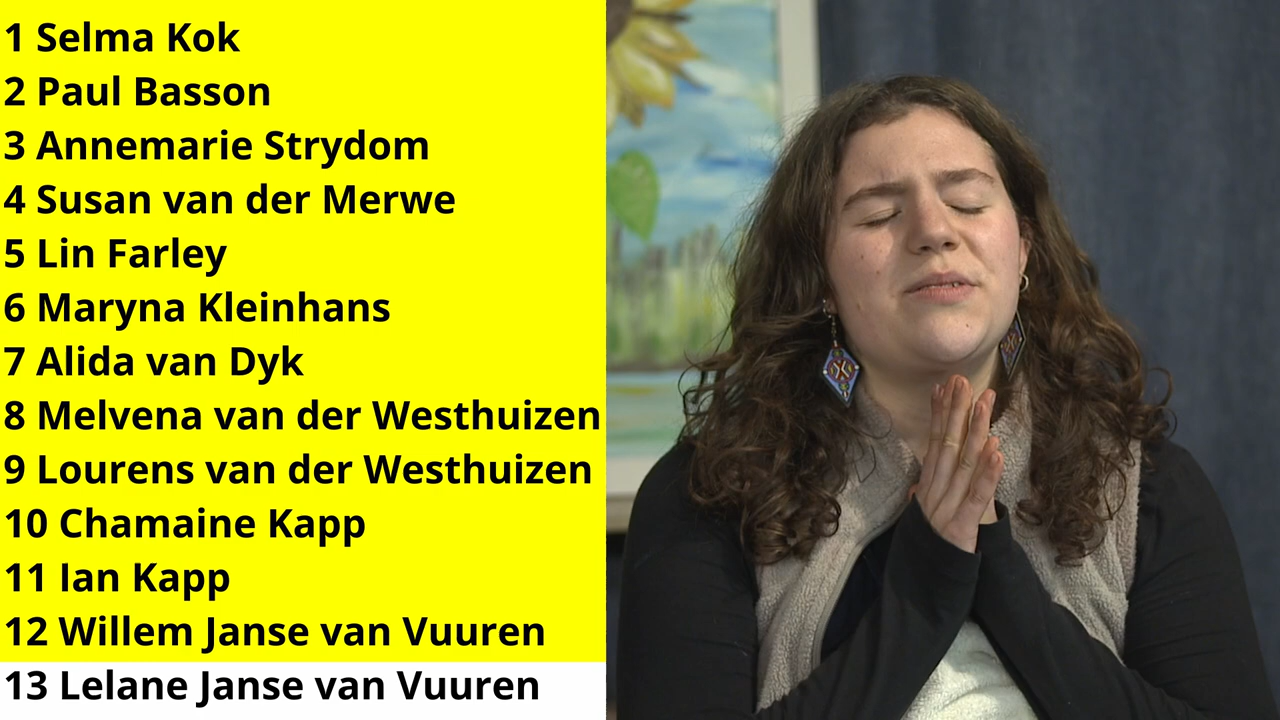 1 Selma Kok
2 Paul Basson
3 Annemarie Strydom
4 Susan van der Merwe
5 Lin Farley
6 Maryna Kleinhans
7 Alida van Dyk
8 Melvena van der Westhuizen
9 Lourens van der Westhuizen
10 Chamaine Kapp
11 Ian Kapp
12 Willem Janse van Vuuren
13 Lelane Janse van Vuuren